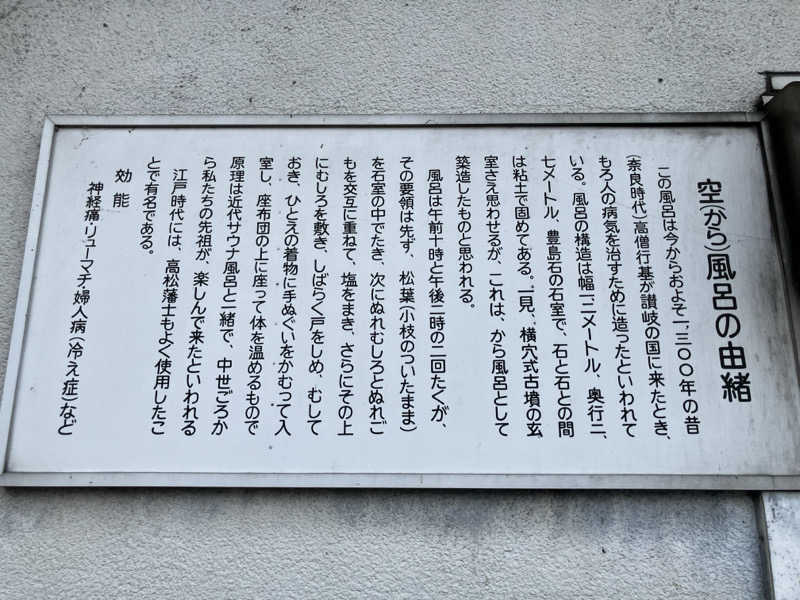 空(から)風呂の由緒
この風呂は今からおよそ一、三〇〇年の昔
(奈良時代)高僧行基が讃岐の国に来たとき、
もろ人の病気を治すために造ったといわれて
いる。風呂の構造は幅一・二メートル、奥行二、
七メートル、豊島石の石室で、石と石との間
は粘土で固めてある。一見、横穴式古墳の玄
室さえ思わせるが、これは、から風呂として
築造したものと思われる。
風呂は午前十時と午後二時の二回たくが、
その要領は先ず、松葉(小枝のついたまま)
を石室の中でたき、次にぬれむしろとぬれご
もを交互に重ねて、塩をまき、さらにその上
にむしろを敷き、しばらく戸をしめ、むして
おき、ひとえの着物に手ぬぐいをかむって入
室し、座布団の上に座って体を温めるもので
原理は近代サウナ風呂と一緒で、中世ごろか
ら私たちの先祖が、楽しんで来たといわれる
江戸時代には、高松藩士もよく使用したこ
とで有名である。
効能
神経痛・リューマチ・婦人病(冷え症)など